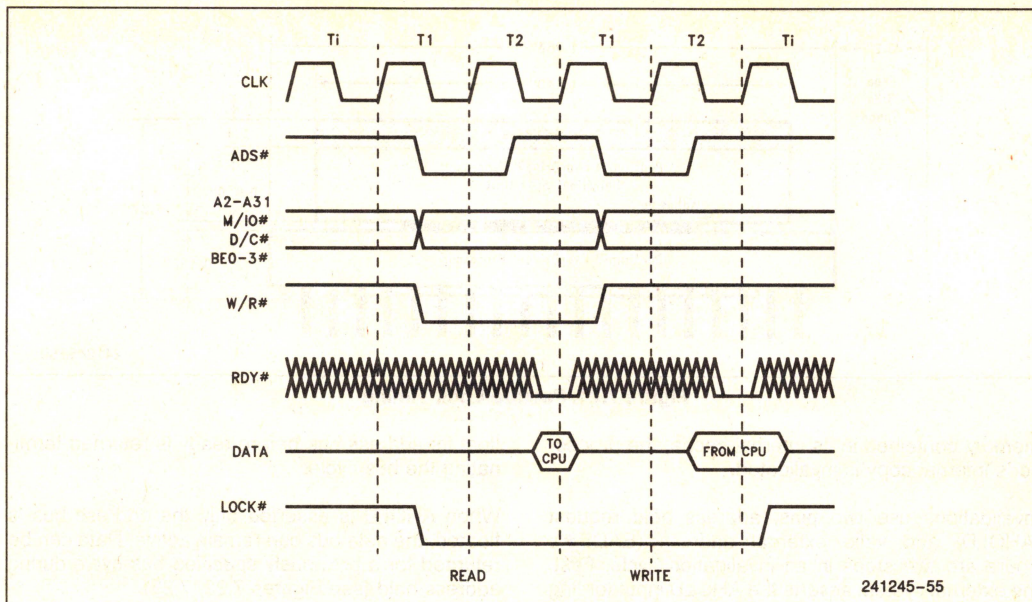 Ti T1 T2 T1 T2 Ti
CLK
ADS#
A2-A31
M/IO#
D/C#
BE0-3#
W/R#
RDY#
DATA
TO
CPU
FROM CPU
LOCK#
READ
WRITE
241245-55